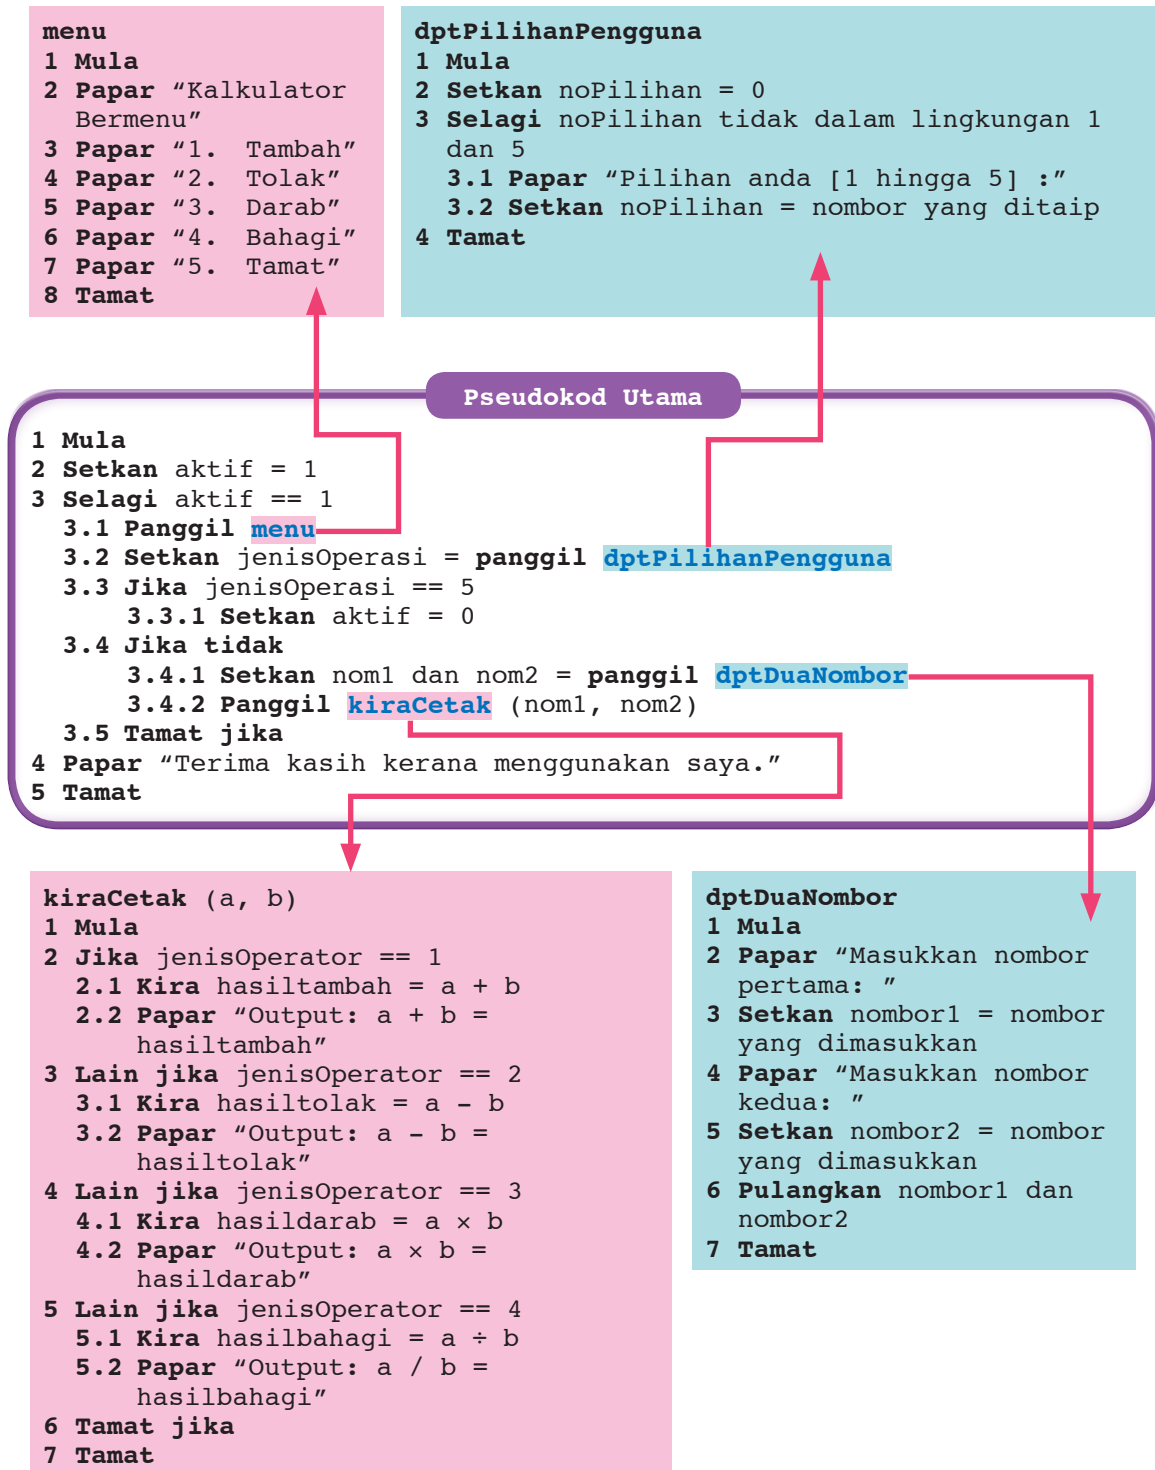 menu
1 Mula
2 Papar “Kalkulator
Bermenu”
3 Papar “1. Tambah”
4 Papar “2. Tolak”
5 Papar “3. Darab”
6 Papar “4. Bahagi”
7 Papar “5. Tamat”
8 Tamat
dptPilihanPengguna
1 Mula
2 Setkan noPilihan = 0
3 Selagi noPilihan tidak dalam lingkungan 1
dan 5
3.1 Papar “Pilihan anda [1 hingga 5] :”
3.2 Setkan noPilihan = nombor yang ditaip
4 Tamat
Pseudokod Utama
1 Mula
2 Setkan aktif = 1
3 Selagi aktif == 1
3.1 Panggil menu
3.2 Setkan jenisOperasi = panggil dptPilihanPengguna
3.3 Jika jenisOperasi == 5
3.3.1 Setkan aktif = 0
3.4 Jika tidak
3.4.1 Setkan nom1 dan nom2 = panggil dptDuaNombor
3.4.2 Panggil kiraCetak (nom1, nom2)
3.5 Tamat jika
4 Papar “Terima kasih kerana menggunakan saya.”
5 Tamat
kiraCetak (a, b)
1 Mula
2 Jika jenisOperator == 1
2.1 Kira hasiltambah = a + b
2.2 Papar “Output: a + b =
hasiltambah”
3 Lain jika jenisOperator == 2
3.1 Kira hasiltolak = a – b
3.2 Papar “Output: a – b =
hasiltolak”
4 Lain jika jenisOperator == 3
4.1 Kira hasildarab = a × b
4.2 Papar “Output: a × b =
hasildarab”
5 Lain jika jenisOperator == 4
5.1 Kira hasilbahagi = a ÷ b
5.2 Papar “Output: a / b =
hasilbahagi”
6 Tamat jika
7 Tamat
dptDuaNombor
1 Mula
2 Papar “Masukkan nombor
pertama: ”
3 Setkan nombor1 = nombor
yang dimasukkan
4 Papar “Masukkan nombor
kedua: ”
5 Setkan nombor2 = nombor
yang dimasukkan
6 Pulangkan nombor1 dan
nombor2
7 Tamat